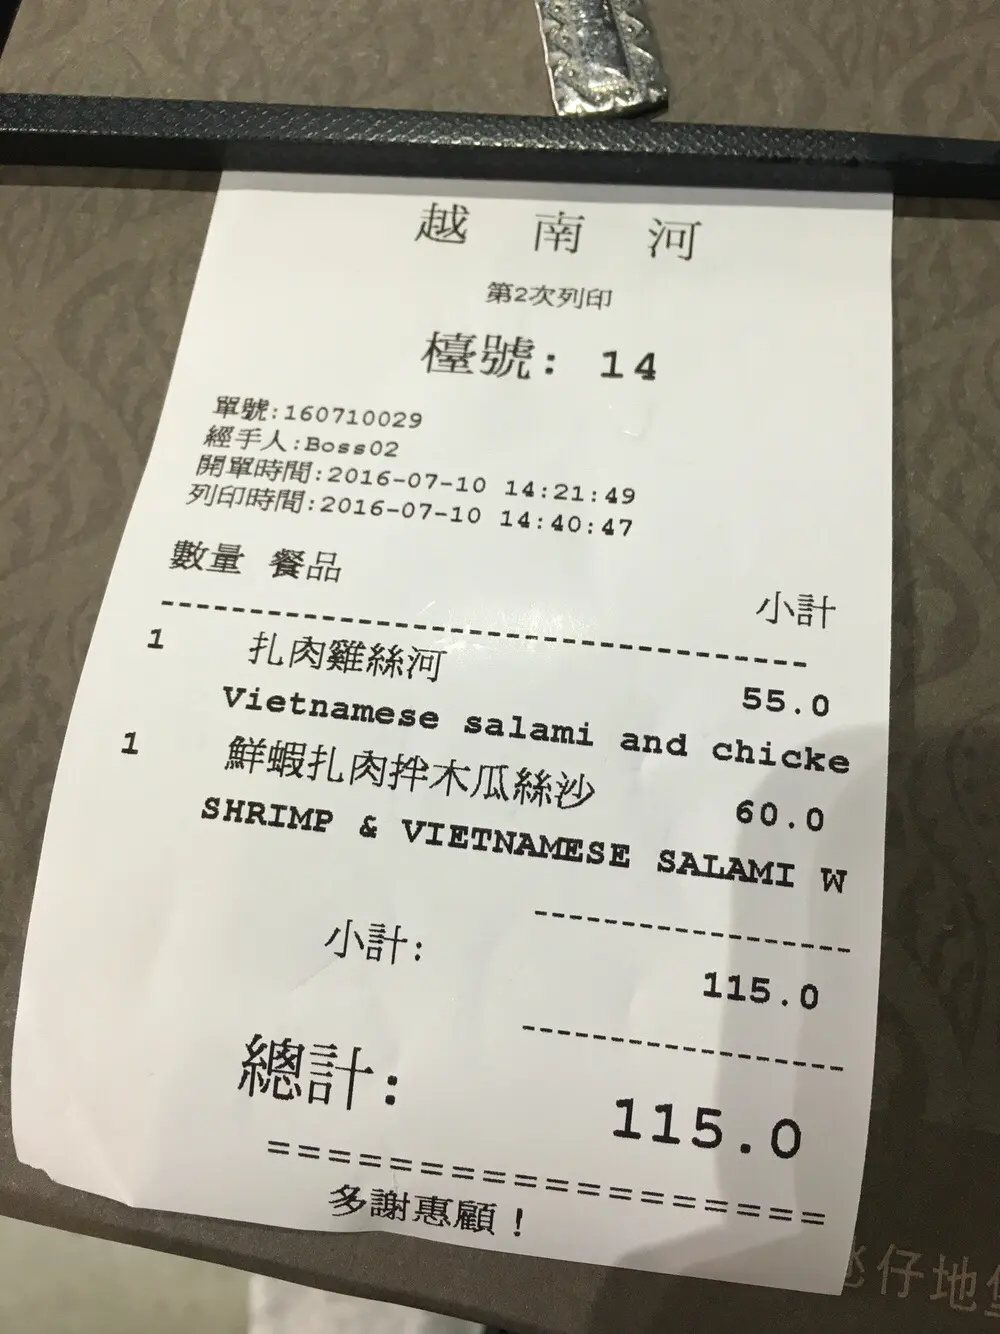 越 南 河
第2次列印
檯號: 14
單號:160710029
經手人:Boss02
開單時間:2016-07-10 14:21:49
列印時間:2016-07-10 14:40:47
數量 餐品 小計
1 扎肉雞絲河 55.0
Vietnamese salami and chicke
1 鮮蝦扎肉拌木瓜絲沙 60.0
SHRIMP & VIETNAMESE SALAMI W
小計: 115.0
總計: 115.0
多謝惠顧!
仔地